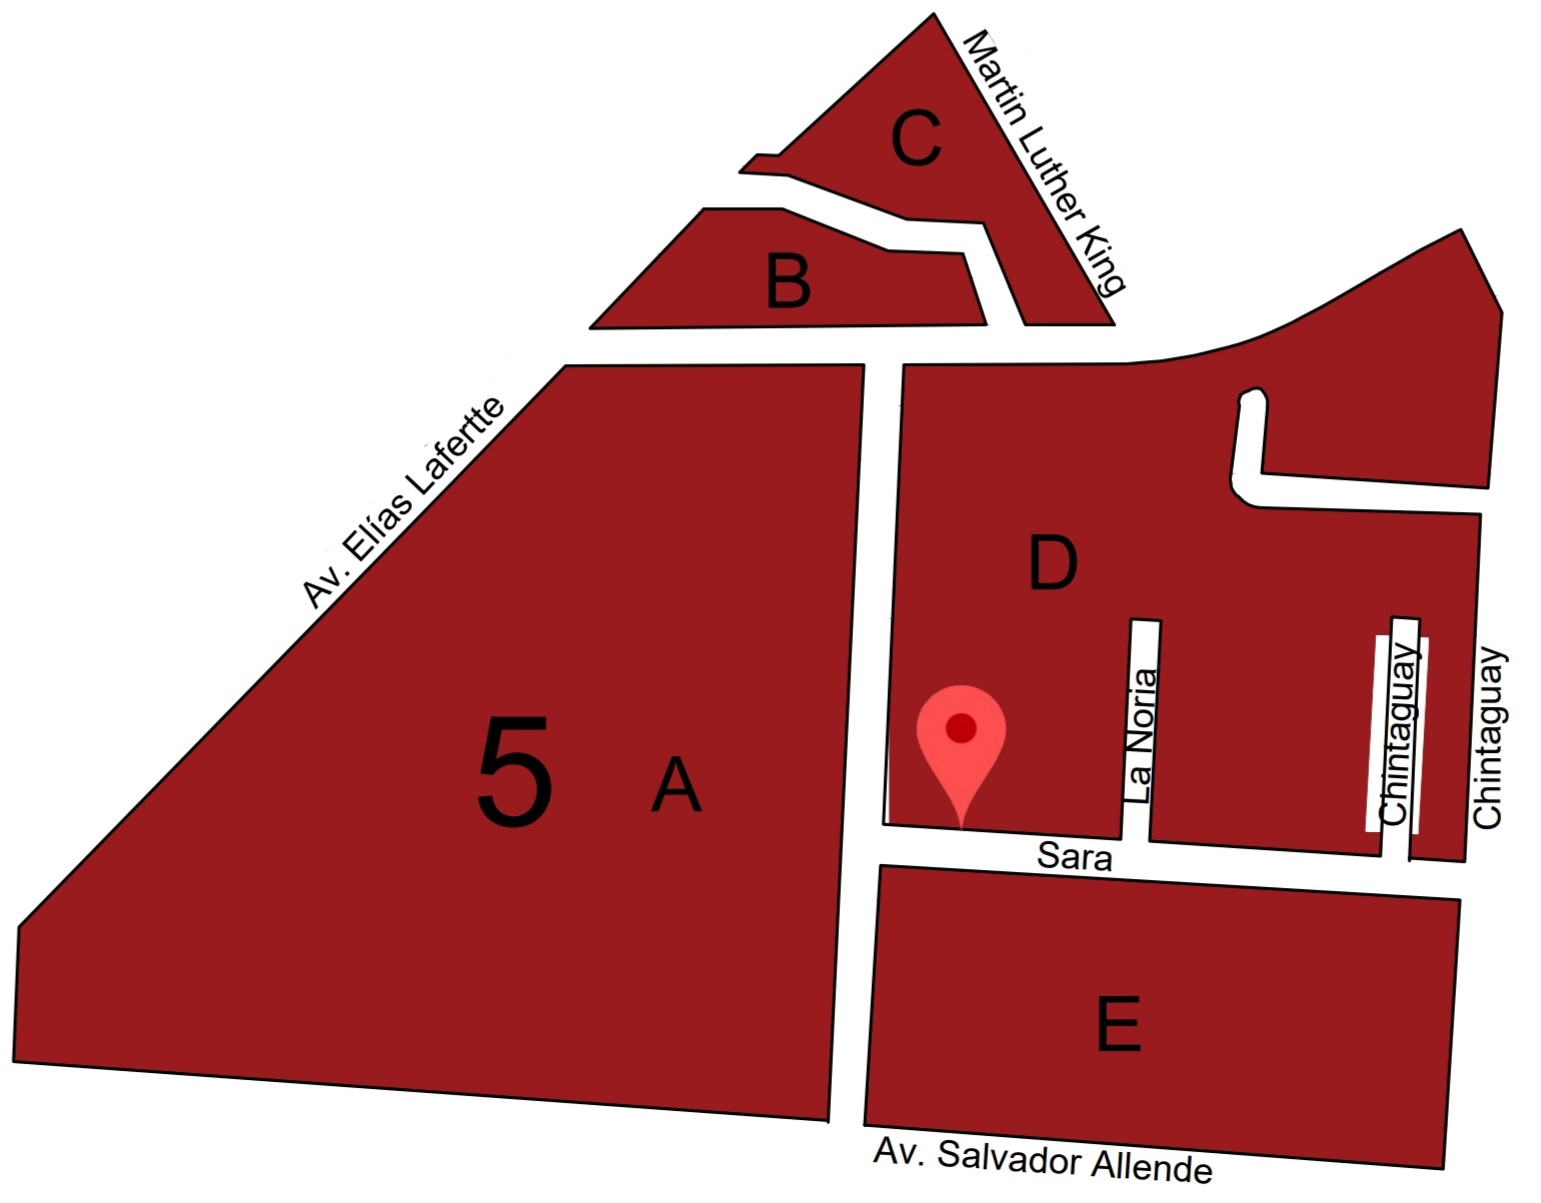 C
Martin Luther King
B
Av. Elías Lafertte
D
5
A
La Noria
Chintaguay
Chintaguay
Sara
E
Av. Salvador Allende